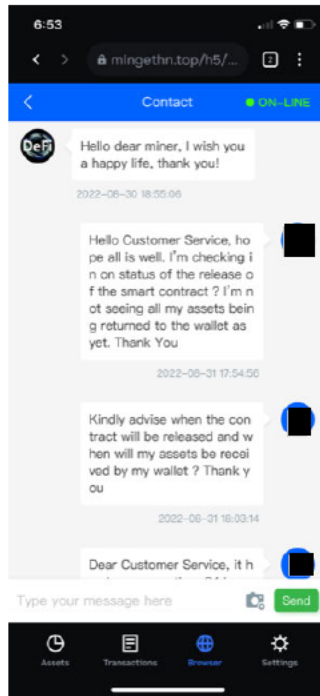 6:53
mingethn.top/h5/...
2
Contact
ON-LINE
DeFi
Hello dear miner, I wish you
a happy life, thank you!
2022-08-30 18:55:06
Hello Customer Service, ho
pe all is well. I'm checking i
n on status of the release o
f the smart contract ? I'm n
ot seeing all my assets bein
g returned to the wallet as
yet. Thank You
2022-08-31 17:54:56
Kindly advise when the con
tract will be released and w
hen will my assets be recei
ved by my wallet ? Thank y
ou
2022-08-31 18:03:14
Dear Customer Service, it h
Type your message here
Send
Assets
Transactions
Browser
Settings